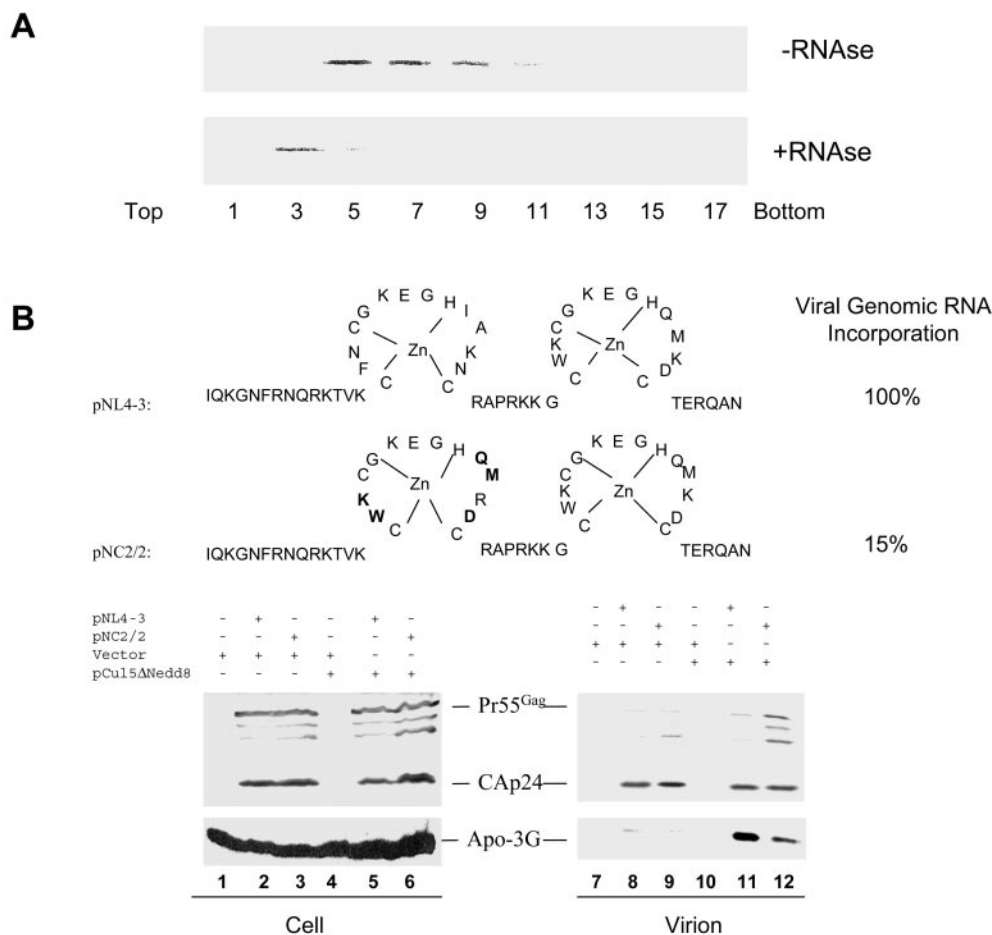 A
-RNAse
+RNAse
Top 1 3 5 7 9 11 13 15 17 Bottom
B
Viral Genomic RNA
Incorporation
pNL4-3:
IQKGNFRNQRKTVK
C F N C G K E G H I A K N C
Zn
RAPRKK G
C W K C G K E G H Q M K D C
Zn
TERQAN
100%
pNC2/2:
IQKGNFRNQRKTVK
C W K C G K E G H Q M R D C
Zn
RAPRKK G
C W K C G K E G H Q M K D C
Zn
TERQAN
15%
pNL4-3 - + - - + - - + - - + -
pNC2/2 - - + - - + - - + - - +
Vector + + + + - - + + + + - -
pCul5ΔNedd8 - - - + + + - - - + + +
Pr55Gag
CAp24
Apo-3G
1 2 3 4 5 6 7 8 9 10 11 12
Cell
Virion